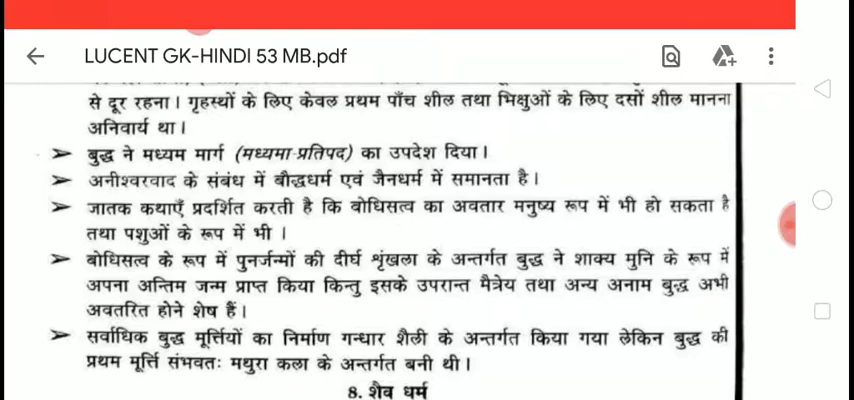 LUCENT GK-HINDI 53 MB.pdf
से दूर रहना। गृहस्थों के लिए केवल प्रथम पाँच शील तथा भिक्षुओं के लिए दसों शील मानना
अनिवार्य था।
➢ बुद्ध ने मध्यम मार्ग (मध्यमा-प्रतिपद) का उपदेश दिया।
➢ अनीश्वरवाद के संबंध में बौद्धधर्म एवं जैनधर्म में समानता है।
➢ जातक कथाएँ प्रदर्शित करती है कि बोधिसत्व का अवतार मनुष्य रूप में भी हो सकता है
तथा पशुओं के रूप में भी ।
➢ बोधिसत्व के रूप में पुनर्जन्मों की दीर्घ शृंखला के अन्तर्गत बुद्ध ने शाक्य मुनि के रूप में
अपना अन्तिम जन्म प्राप्त किया किन्तु इसके उपरान्त मैत्रेय तथा अन्य अनाम बुद्ध अभी
अवतरित होने शेष हैं।
➢ सर्वाधिक बुद्ध मूर्त्तियों का निर्माण गन्धार शैली के अन्तर्गत किया गया लेकिन बुद्ध की
प्रथम मूर्त्ति संभवतः मथुरा कला के अन्तर्गत बनी थी।
8. शैव धर्म